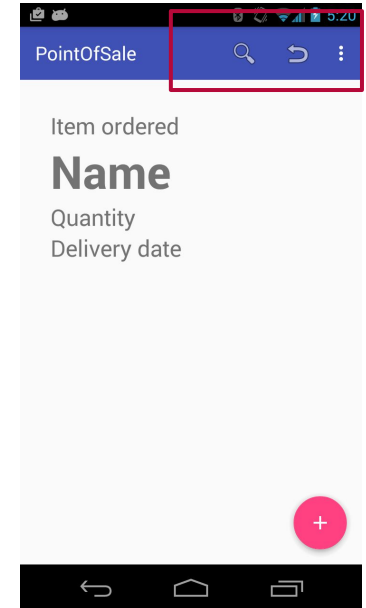 5:20
PointOfSale
Item ordered
Name
Quantity
Delivery date